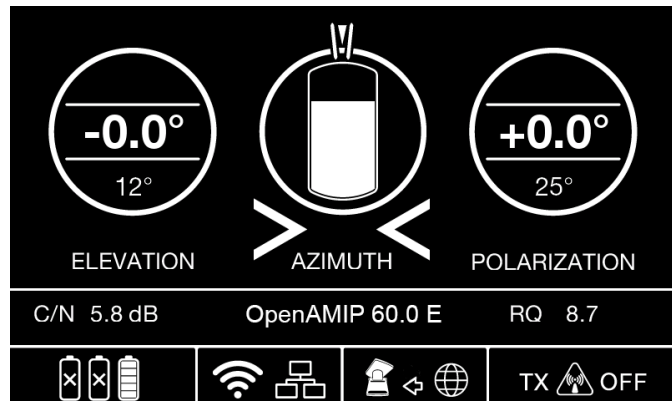 -0.0°
12°
ELEVATION
AZIMUTH
+0.0°
25°
POLARIZATION
C/N 5.8 dB
OpenAMIP 60.0 E
RQ 8.7
TX OFF